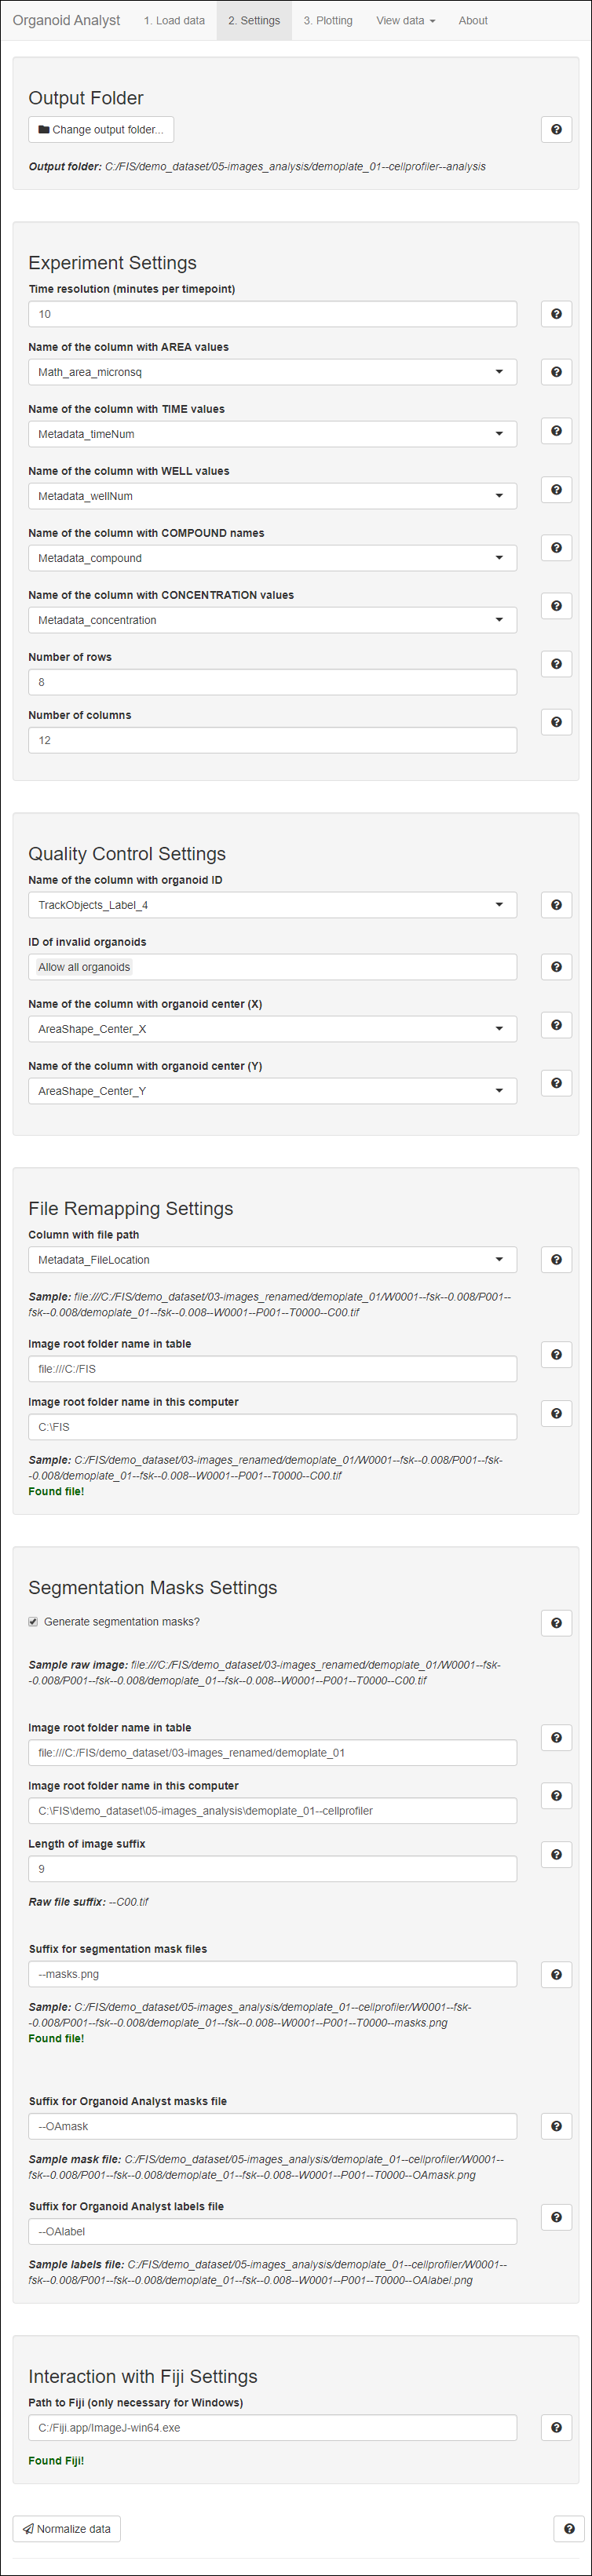 Organoid Analyst 1. Load data 2. Settings 3. Plotting View data About
Output Folder
Change output folder...
Output folder: C:/FIS/demo_dataset/05-images_analysis/demoplate_01--cellprofiler--analysis
Experiment Settings
Time resolution (minutes per timepoint)
10
Name of the column with AREA values
Math_area_micronsq
Name of the column with TIME values
Metadata_timeNum
Name of the column with WELL values
Metadata_wellNum
Name of the column with COMPOUND names
Metadata_compound
Name of the column with CONCENTRATION values
Metadata_concentration
Number of rows
8
Number of columns
12
Quality Control Settings
Name of the column with organoid ID
TrackObjects_Label_4
ID of invalid organoids
Allow all organoids
Name of the column with organoid center (X)
AreaShape_Center_X
Name of the column with organoid center (Y)
AreaShape_Center_Y
File Remapping Settings
Column with file path
Metadata_FileLocation
Sample: file:///C:/FIS/demo_dataset/03-images_renamed/demoplate_01/W0001--fsk--0.008/P001--
fsk--0.008/demoplate_01--fsk--0.008--W0001--P001--T0000--C00.tif
Image root folder name in table
file:///C:/FIS
Image root folder name in this computer
C:\FIS
Sample: C:/FIS/demo_dataset/03-images_renamed/demoplate_01/W0001--fsk--0.008/P001--fsk-
-0.008/demoplate_01--fsk--0.008--W0001--P001--T0000--C00.tif
Found file!
Segmentation Masks Settings
Generate segmentation masks?
Sample raw image: file:///C:/FIS/demo_dataset/03-images_renamed/demoplate_01/W0001--fsk-
-0.008/P001--fsk--0.008/demoplate_01--fsk--0.008--W0001--P001--T0000--C00.tif
Image root folder name in table
file:///C:/FIS/demo_dataset/03-images_renamed/demoplate_01
Image root folder name in this computer
C:\FIS\demo_dataset\05-images_analysis\demoplate_01--cellprofiler
Length of image suffix
9
Raw file suffix: --C00.tif
Suffix for segmentation mask files
--masks.png
Sample: C:/FIS/demo_dataset/05-images_analysis/demoplate_01--cellprofiler/W0001--fsk-
-0.008/P001--fsk--0.008/demoplate_01--fsk--0.008--W0001--P001--T0000--masks.png
Found file!
Suffix for Organoid Analyst masks file
--OAmask
Sample mask file: C:/FIS/demo_dataset/05-images_analysis/demoplate_01--cellprofiler/W0001--
fsk--0.008/P001--fsk--0.008/demoplate_01--fsk--0.008--W0001--P001--T0000--OAmask.png
Suffix for Organoid Analyst labels file
--OAlabel
Sample labels file: C:/FIS/demo_dataset/05-images_analysis/demoplate_01--cellprofiler/W0001--
fsk--0.008/P001--fsk--0.008/demoplate_01--fsk--0.008--W0001--P001--T0000--OAlabel.png
Interaction with Fiji Settings
Path to Fiji (only necessary for Windows)
C:/Fiji.app/ImageJ-win64.exe
Found Fiji!
Normalize data